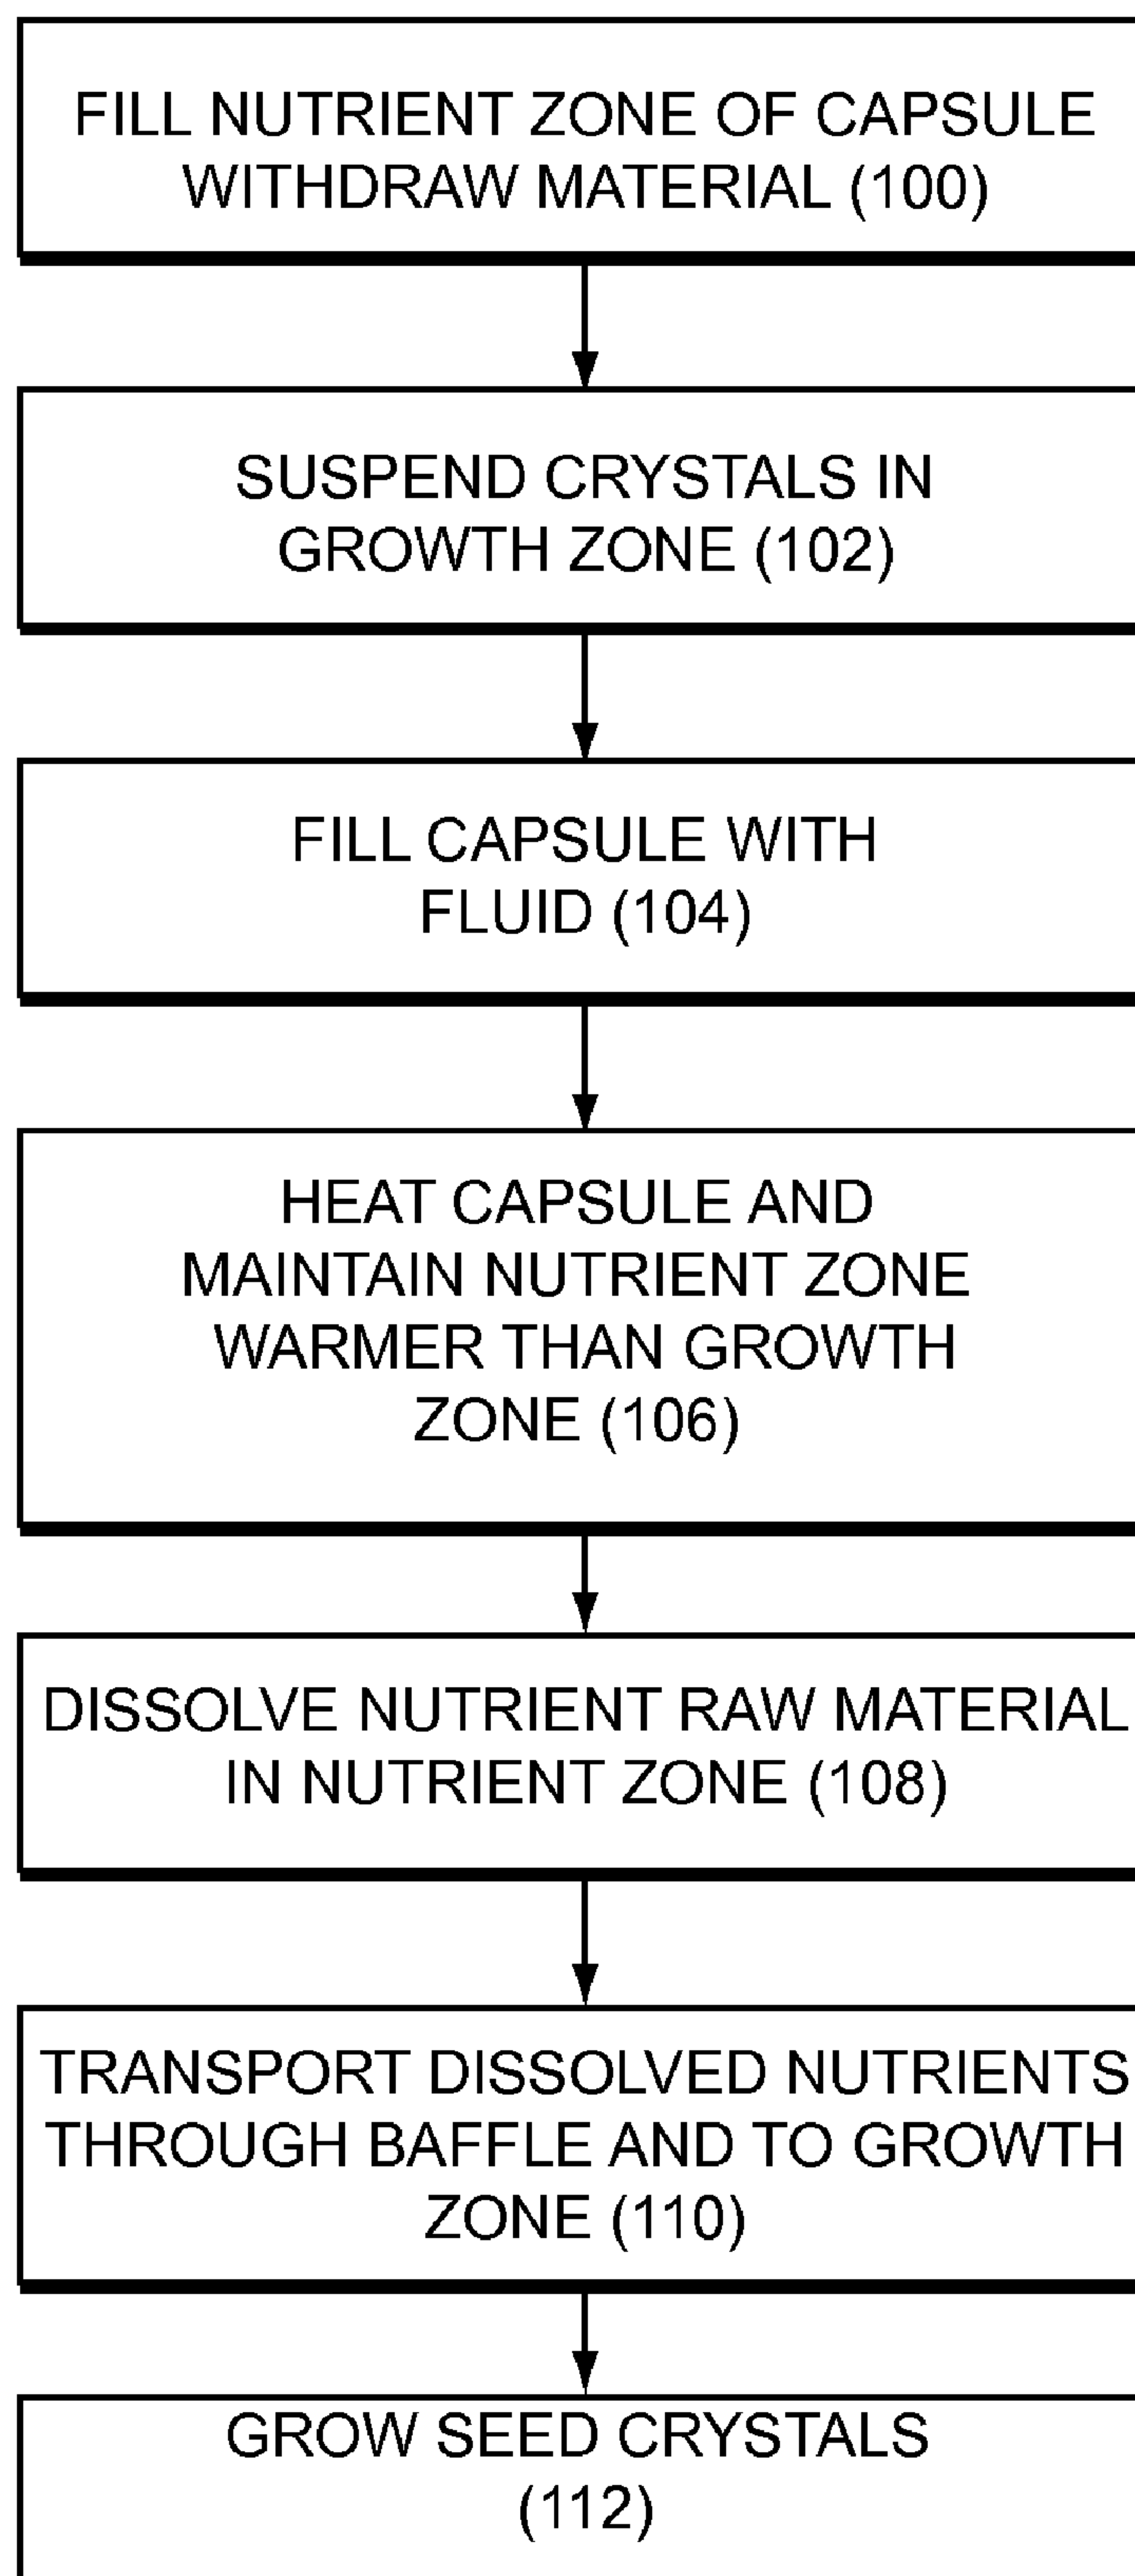 FILL NUTRIENT ZONE OF CAPSULE
WITHDRAW MATERIAL (100)
SUSPEND CRYSTALS IN
GROWTH ZONE (102)
FILL CAPSULE WITH
FLUID (104)
HEAT CAPSULE AND
MAINTAIN NUTRIENT ZONE
WARMER THAN GROWTH
ZONE (106)
DISSOLVE NUTRIENT RAW MATERIAL
IN NUTRIENT ZONE (108)
TRANSPORT DISSOLVED NUTRIENTS
THROUGH BAFFLE AND TO GROWTH
ZONE (110)
GROW SEED CRYSTALS
(112)